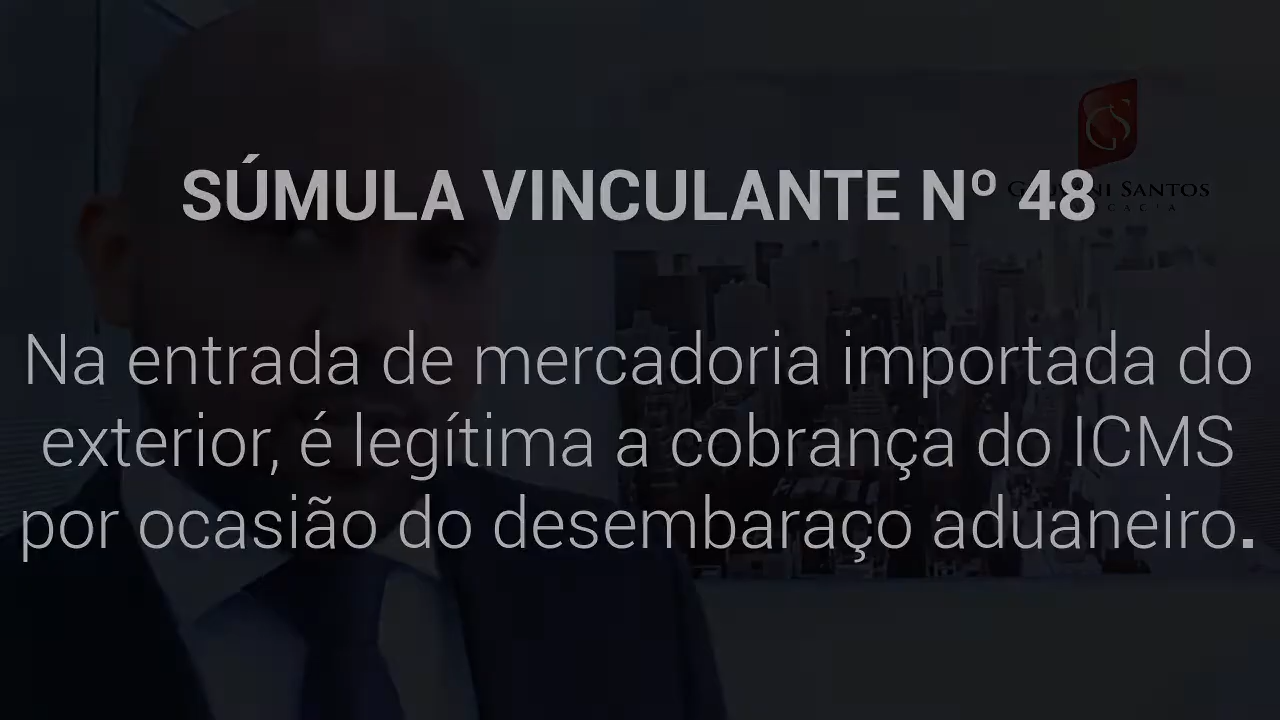 SÚMULA VINCULANTE Nº 48
SANTOS
Na entrada de mercadoria importada do
exterior, é legítima a cobrança do ICMS
por ocasião do desembaraço aduaneiro.